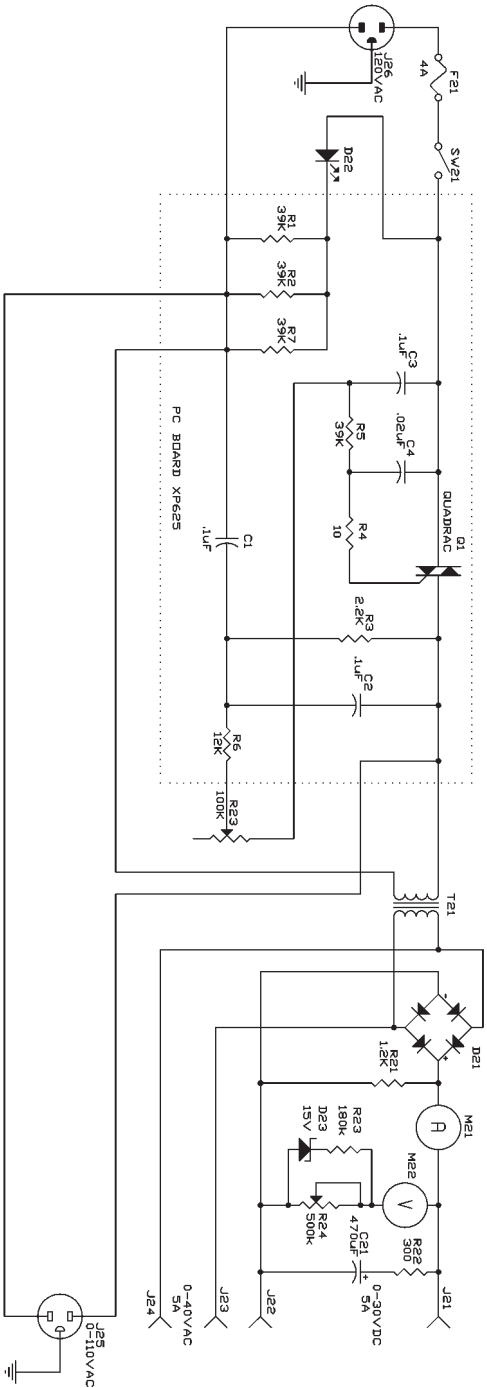 J26
120VAC
F21
4A
SW21
D22
R1
39K
R2
39K
R7
39K
PC BOARD XP625
C3
.1uF
R5
39K
C4
.02uF
R4
10
Q1
QUADRAC
C1
.1uF
R3
2.2K
C2
.1uF
R6
12K
R23
100K
T21
D21
-
+
R21
1.2K
M21
A
M22
V
R23
180k
D23
15V
R24
500k
C21
470uF
+
R22
300
J21
0-30VDC
5A
J22
J23
0-40VAC
5A
J24
J25
0-110VAC